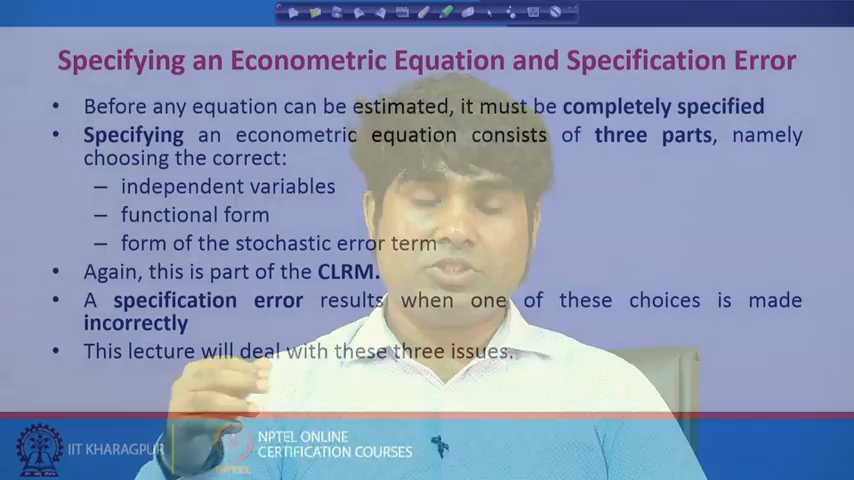 Specifying an Econometric Equation and Specification Error
• Before any equation can be estimated, it must be completely specified
• Specifying an econometric equation consists of three parts, namely
choosing the correct:
– independent variables
– functional form
– form of the stochastic error term
• Again, this is part of the CLRM.
• A specification error results when one of these choices is made
incorrectly
• This lecture will deal with these three issues.
IIT KHARAGPUR
NPTEL
NPTEL ONLINE
CERTIFICATION COURSES